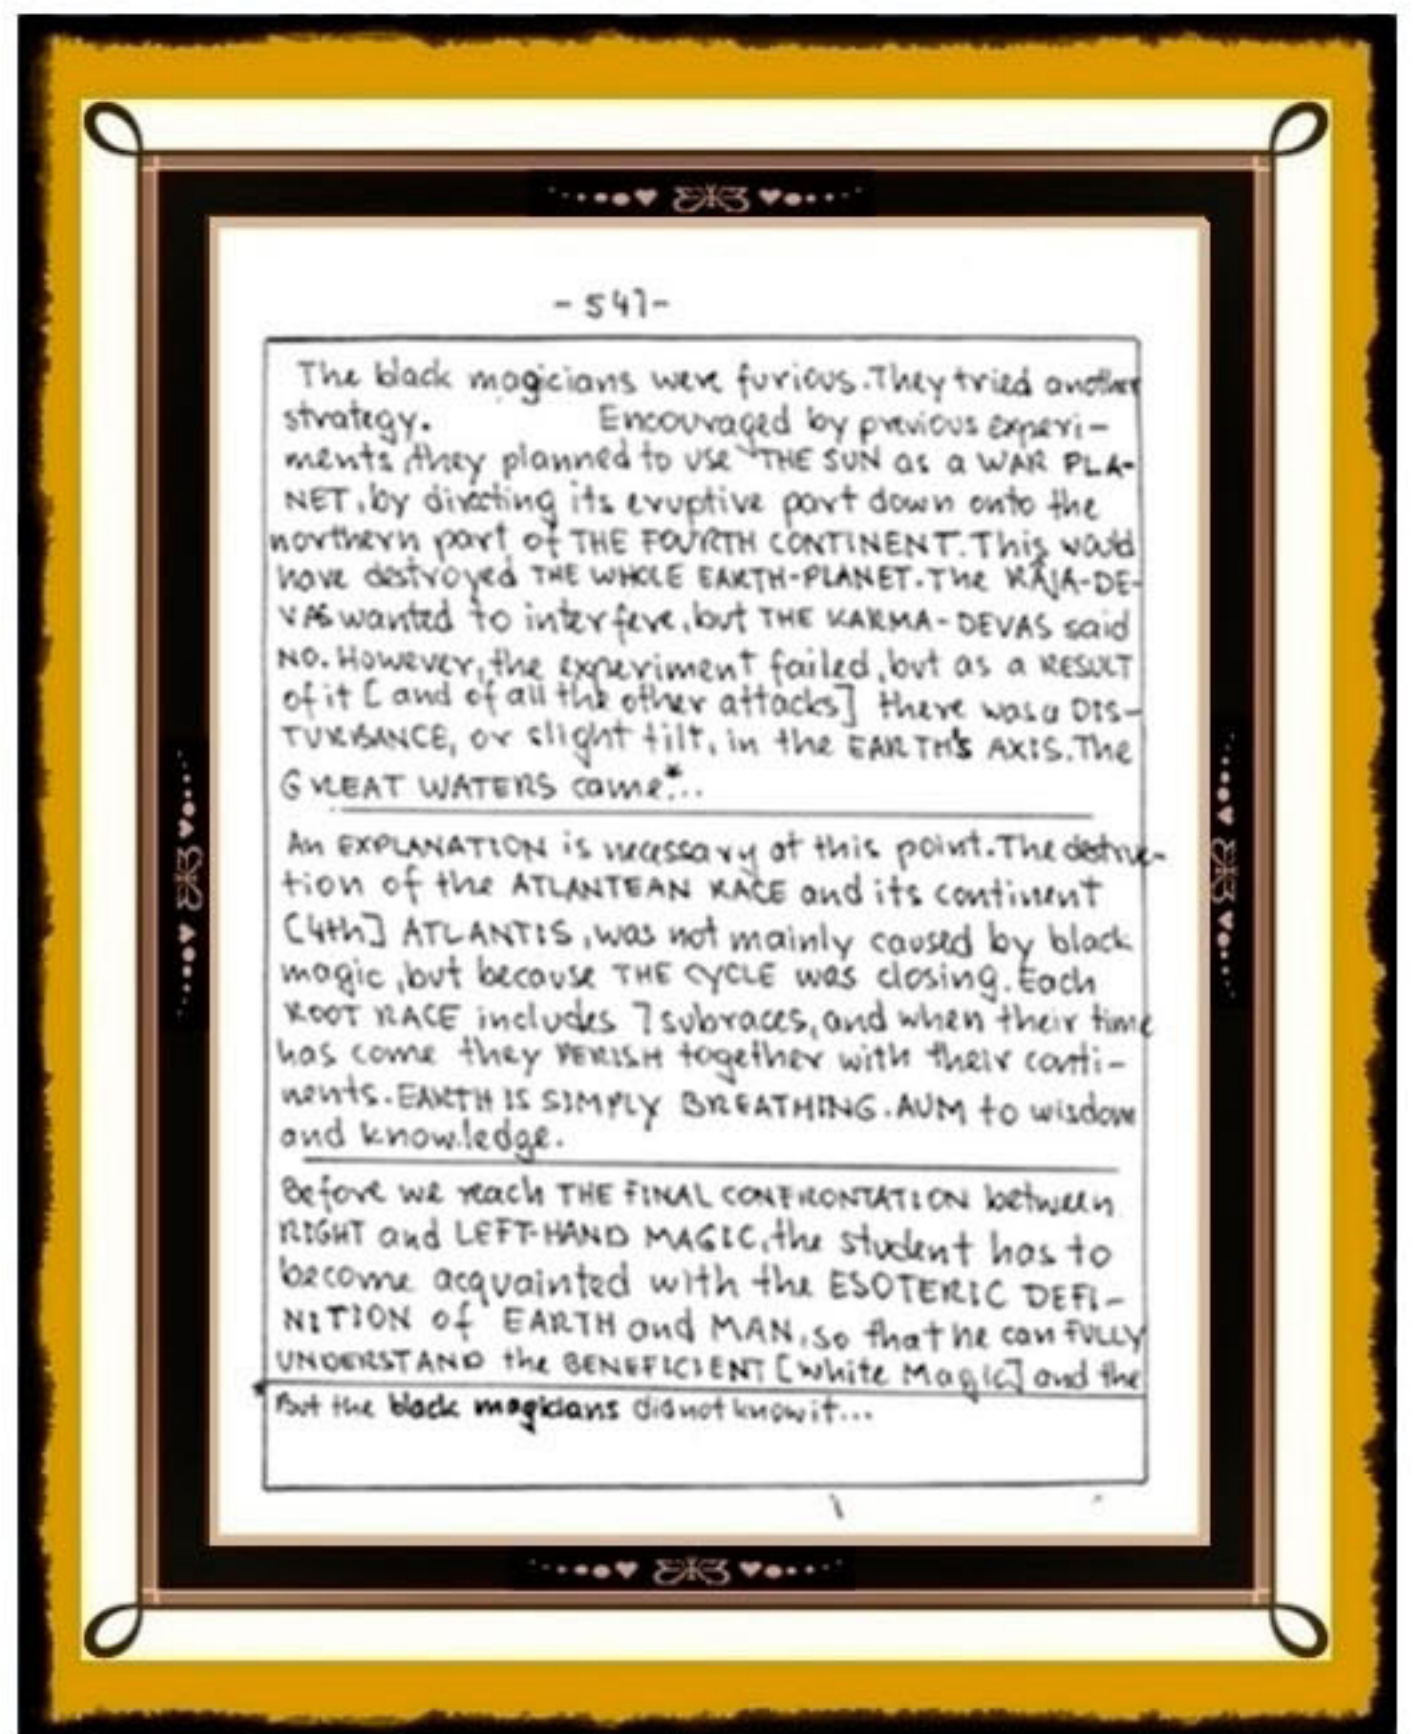 - 547-
The black magicians were furious. They tried another
strategy. Encouraged by previous experi-
ments, they planned to use THE SUN as a WAR PLA-
NET, by directing its eruptive part down onto the
northern part of THE FOURTH CONTINENT. This would
have destroyed THE WHOLE EARTH-PLANET. The RAJA-DE-
VAS wanted to interfere, but THE KARMA-DEVAS said
NO. However, the experiment failed, but as a RESULT
of it [and of all the other attacks] there was a DIS-
TURBANCE, or slight tilt, in the EARTH'S AXIS. The
GREAT WATERS came*...
An EXPLANATION is necessary at this point. The destruc-
tion of the ATLANTEAN RACE and its continent
[4th] ATLANTIS, was not mainly caused by black
magic, but because THE CYCLE was closing. Each
ROOT RACE includes 7 subraces, and when their time
has come they PERISH together with their conti-
nents. EARTH IS SIMPLY BREATHING. AUM to wisdom
and knowledge.
Before we reach THE FINAL CONFRONTATION between
RIGHT and LEFT-HAND MAGIC, the student has to
become acquainted with the ESOTERIC DEFI-
NITION of EARTH and MAN, so that he can FULLY
UNDERSTAND the BENEFICIENT [White Magic] and the
* But the black magicians did not know it...